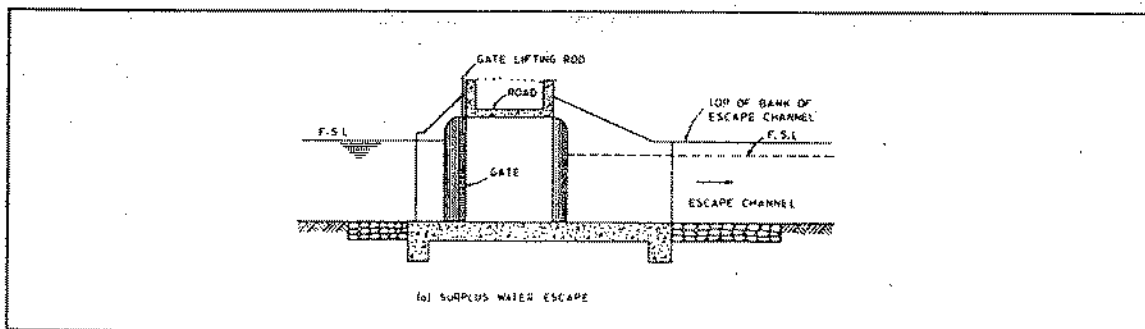 GATE LIFTING ROD
ROAD
TOP OF BANK OF
ESCAPE CHANNEL
F.S.L
F.S.L
GATE
ESCAPE CHANNEL
(a) SURPLUS WATER ESCAPE